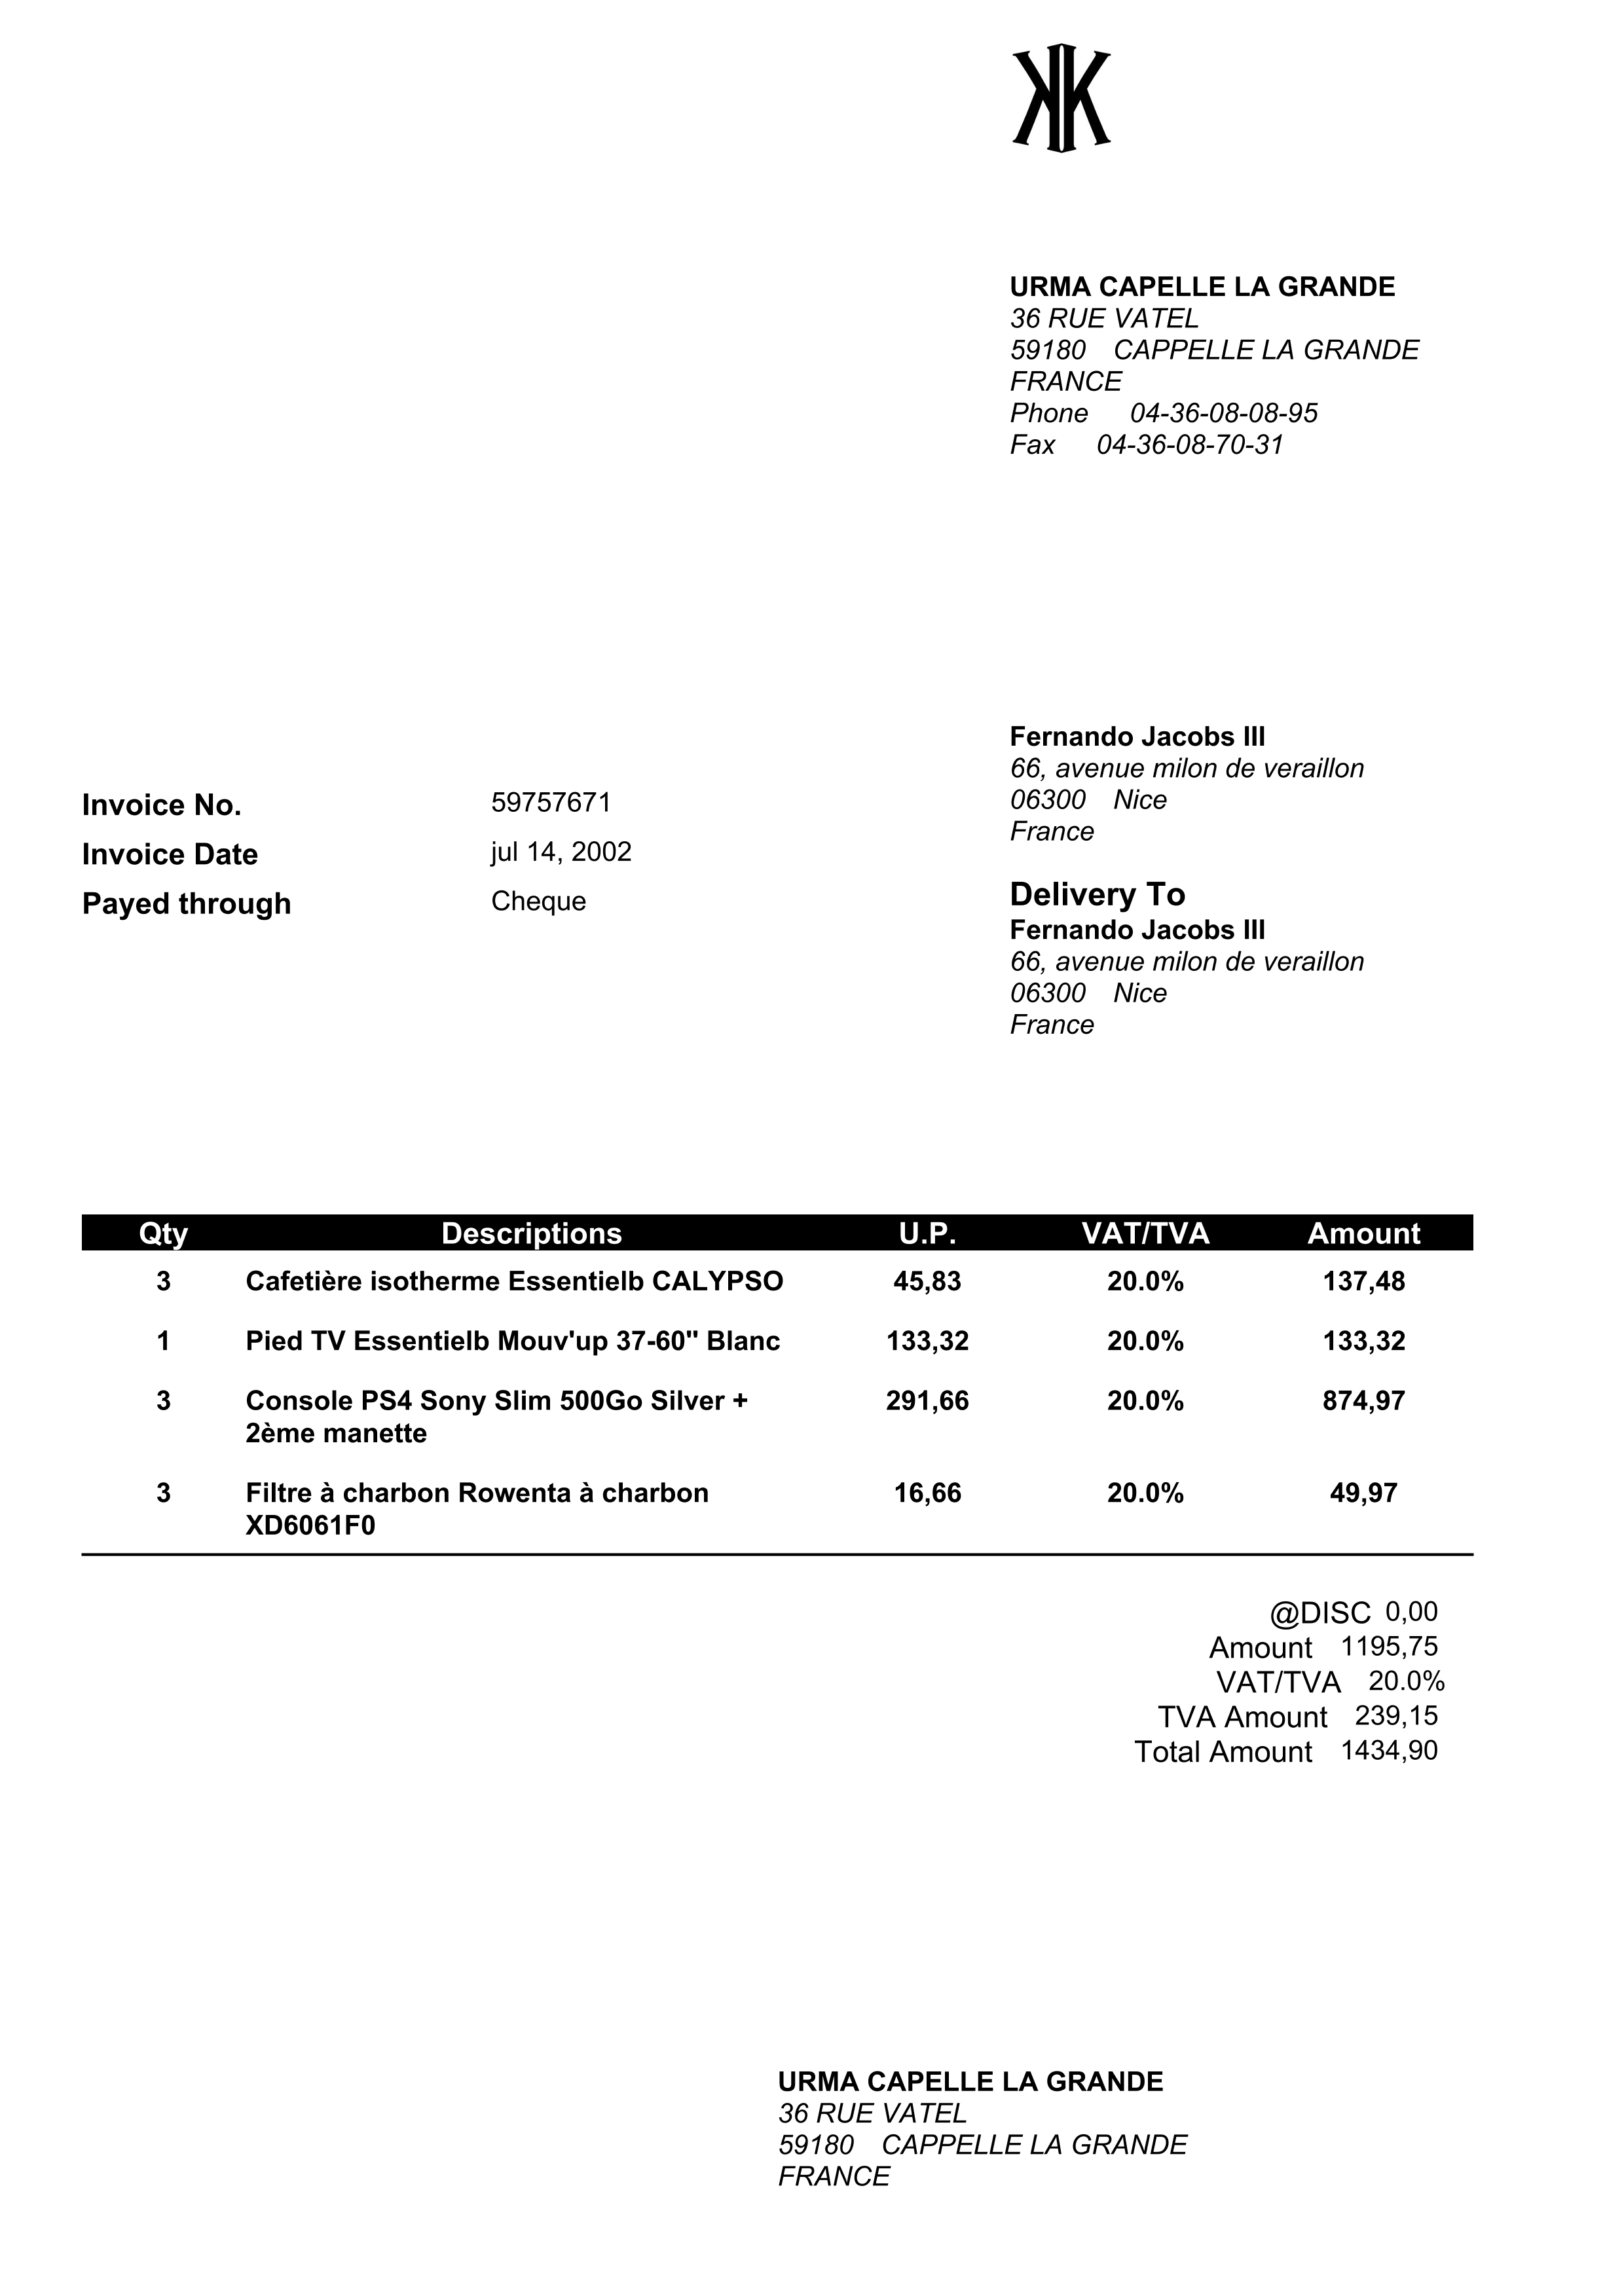 URMA CAPELLE LA GRANDE
36 RUE VATEL
59180 CAPPELLE LA GRANDE
FRANCE
Phone 04-36-08-08-95
Fax 04-36-08-70-31
Invoice No. 59757671
Invoice Date jul 14, 2002
Payed through Cheque
Fernando Jacobs III
66, avenue milon de veraillon
06300 Nice
France
Delivery To
Fernando Jacobs III
66, avenue milon de veraillon
06300 Nice
France
Qty Descriptions U.P. VAT/TVA Amount
3 Cafetière isotherme Essentielb CALYPSO 45,83 20.0% 137,48
1 Pied TV Essentielb Mouv'up 37-60" Blanc 133,32 20.0% 133,32
3 Console PS4 Sony Slim 500Go Silver + 291,66 20.0% 874,97
2ème manette
3 Filtre à charbon Rowenta à charbon 16,66 20.0% 49,97
XD6061F0
@DISC 0,00
Amount 1195,75
VAT/TVA 20.0%
TVA Amount 239,15
Total Amount 1434,90
URMA CAPELLE LA GRANDE
36 RUE VATEL
59180 CAPPELLE LA GRANDE
FRANCE